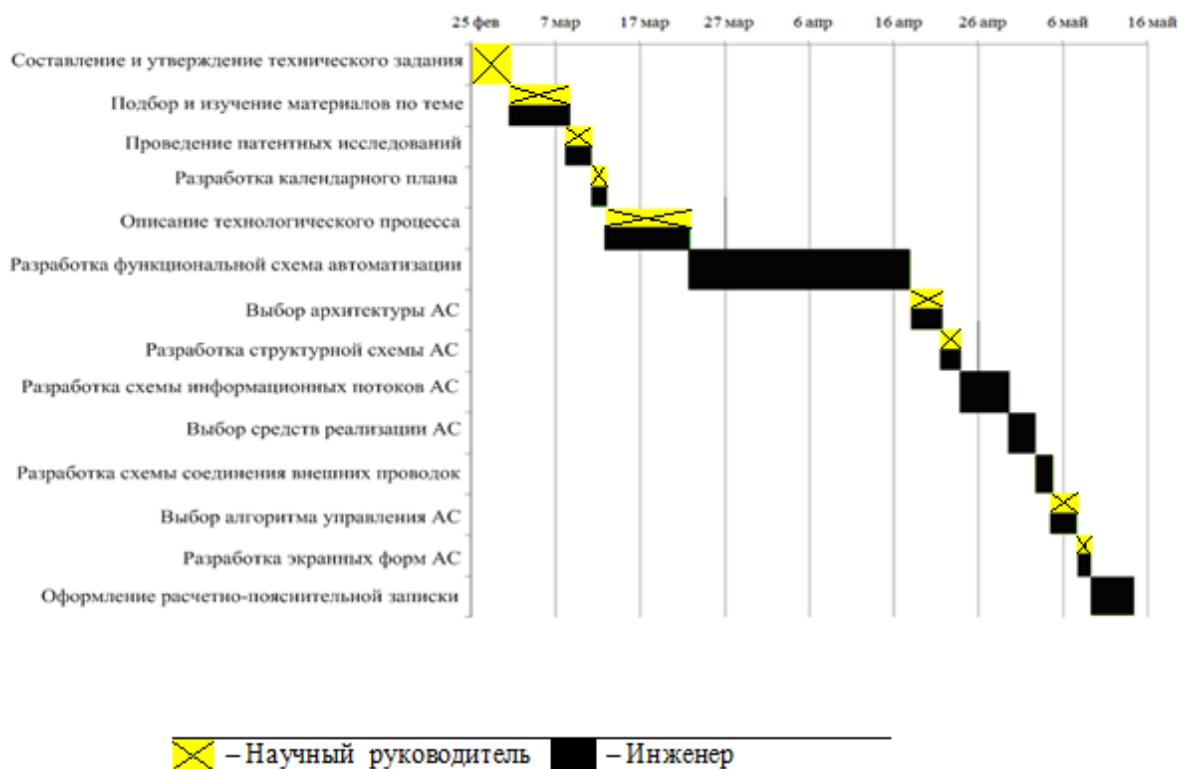 25 фев 7 мар 17 мар 27 мар 6 апр 16 апр 26 апр 6 май 16 май
Составление и утверждение технического задания
Подбор и изучение материалов по теме
Проведение патентных исследований
Разработка календарного плана
Описание технологического процесса
Разработка функциональной схема автоматизации
Выбор архитектуры АС
Разработка структурной схемы АС
Разработка схемы информационных потоков АС
Выбор средств реализации АС
Разработка схемы соединения внешних проводок
Выбор алгоритма управления АС
Разработка экранных форм АС
Оформление расчетно-пояснительной записки
– Научный руководитель – Инженер